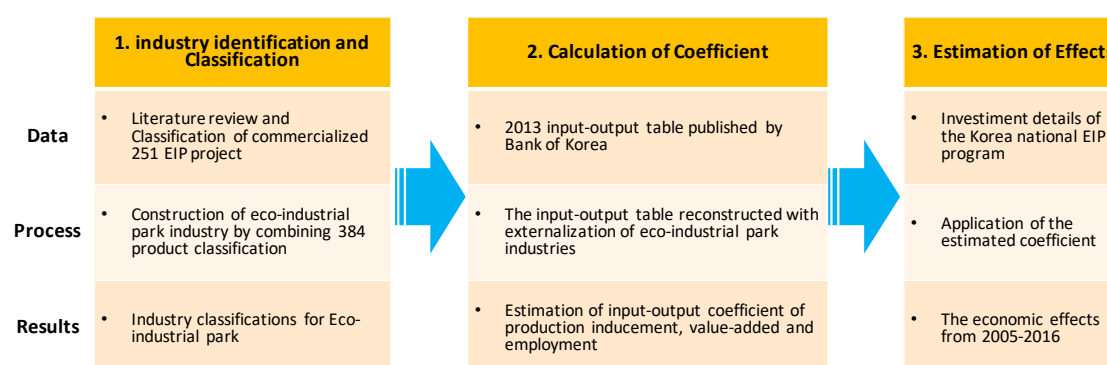 1. industry identification and
Classification
2. Calculation of Coefficient
3. Estimation of Effects
Data
• Literature review and
Classification of commercialized
251 EIP project
• 2013 input-output table published by
Bank of Korea
• Investiment details of
the Korea national EIP
program
Process
• Construction of eco-industrial
park industry by combining 384
product classification
• The input-output table reconstructed with
externalization of eco-industrial park
industries
• Application of the
estimated coefficient
Results
• Industry classifications for Eco-
industrial park
• Estimation of input-output coefficient of
production inducement, value-added and
employment
• The economic effects
from 2005-2016